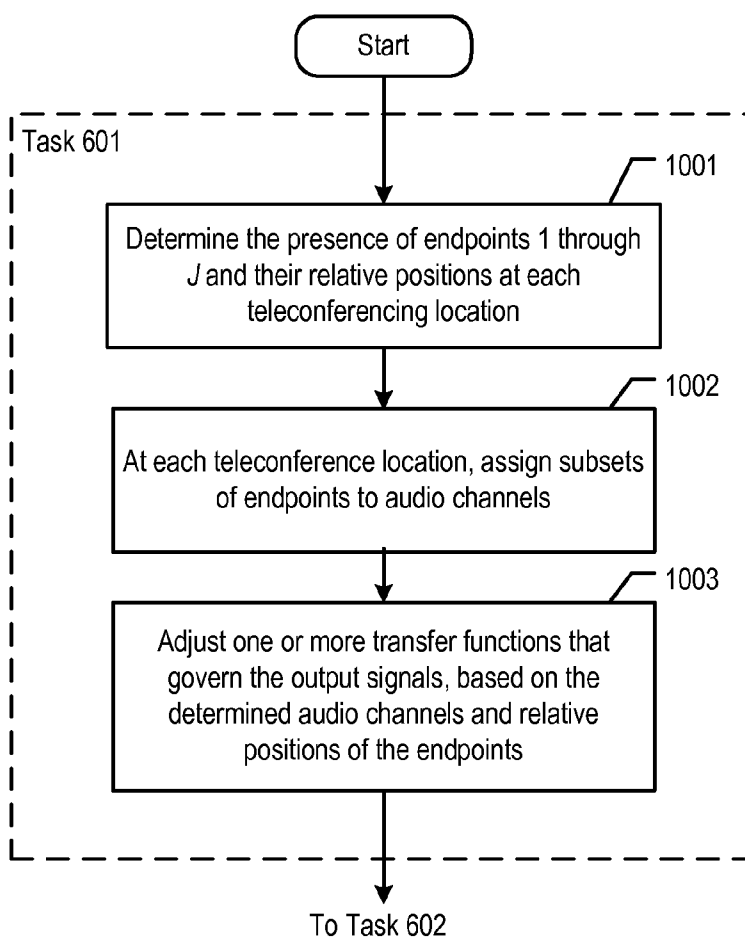 Start
Task 601
1001
Determine the presence of endpoints 1 through
J and their relative positions at each
teleconferencing location
1002
At each teleconference location, assign subsets
of endpoints to audio channels
1003
Adjust one or more transfer functions that
govern the output signals, based on the
determined audio channels and relative
positions of the endpoints
To Task 602